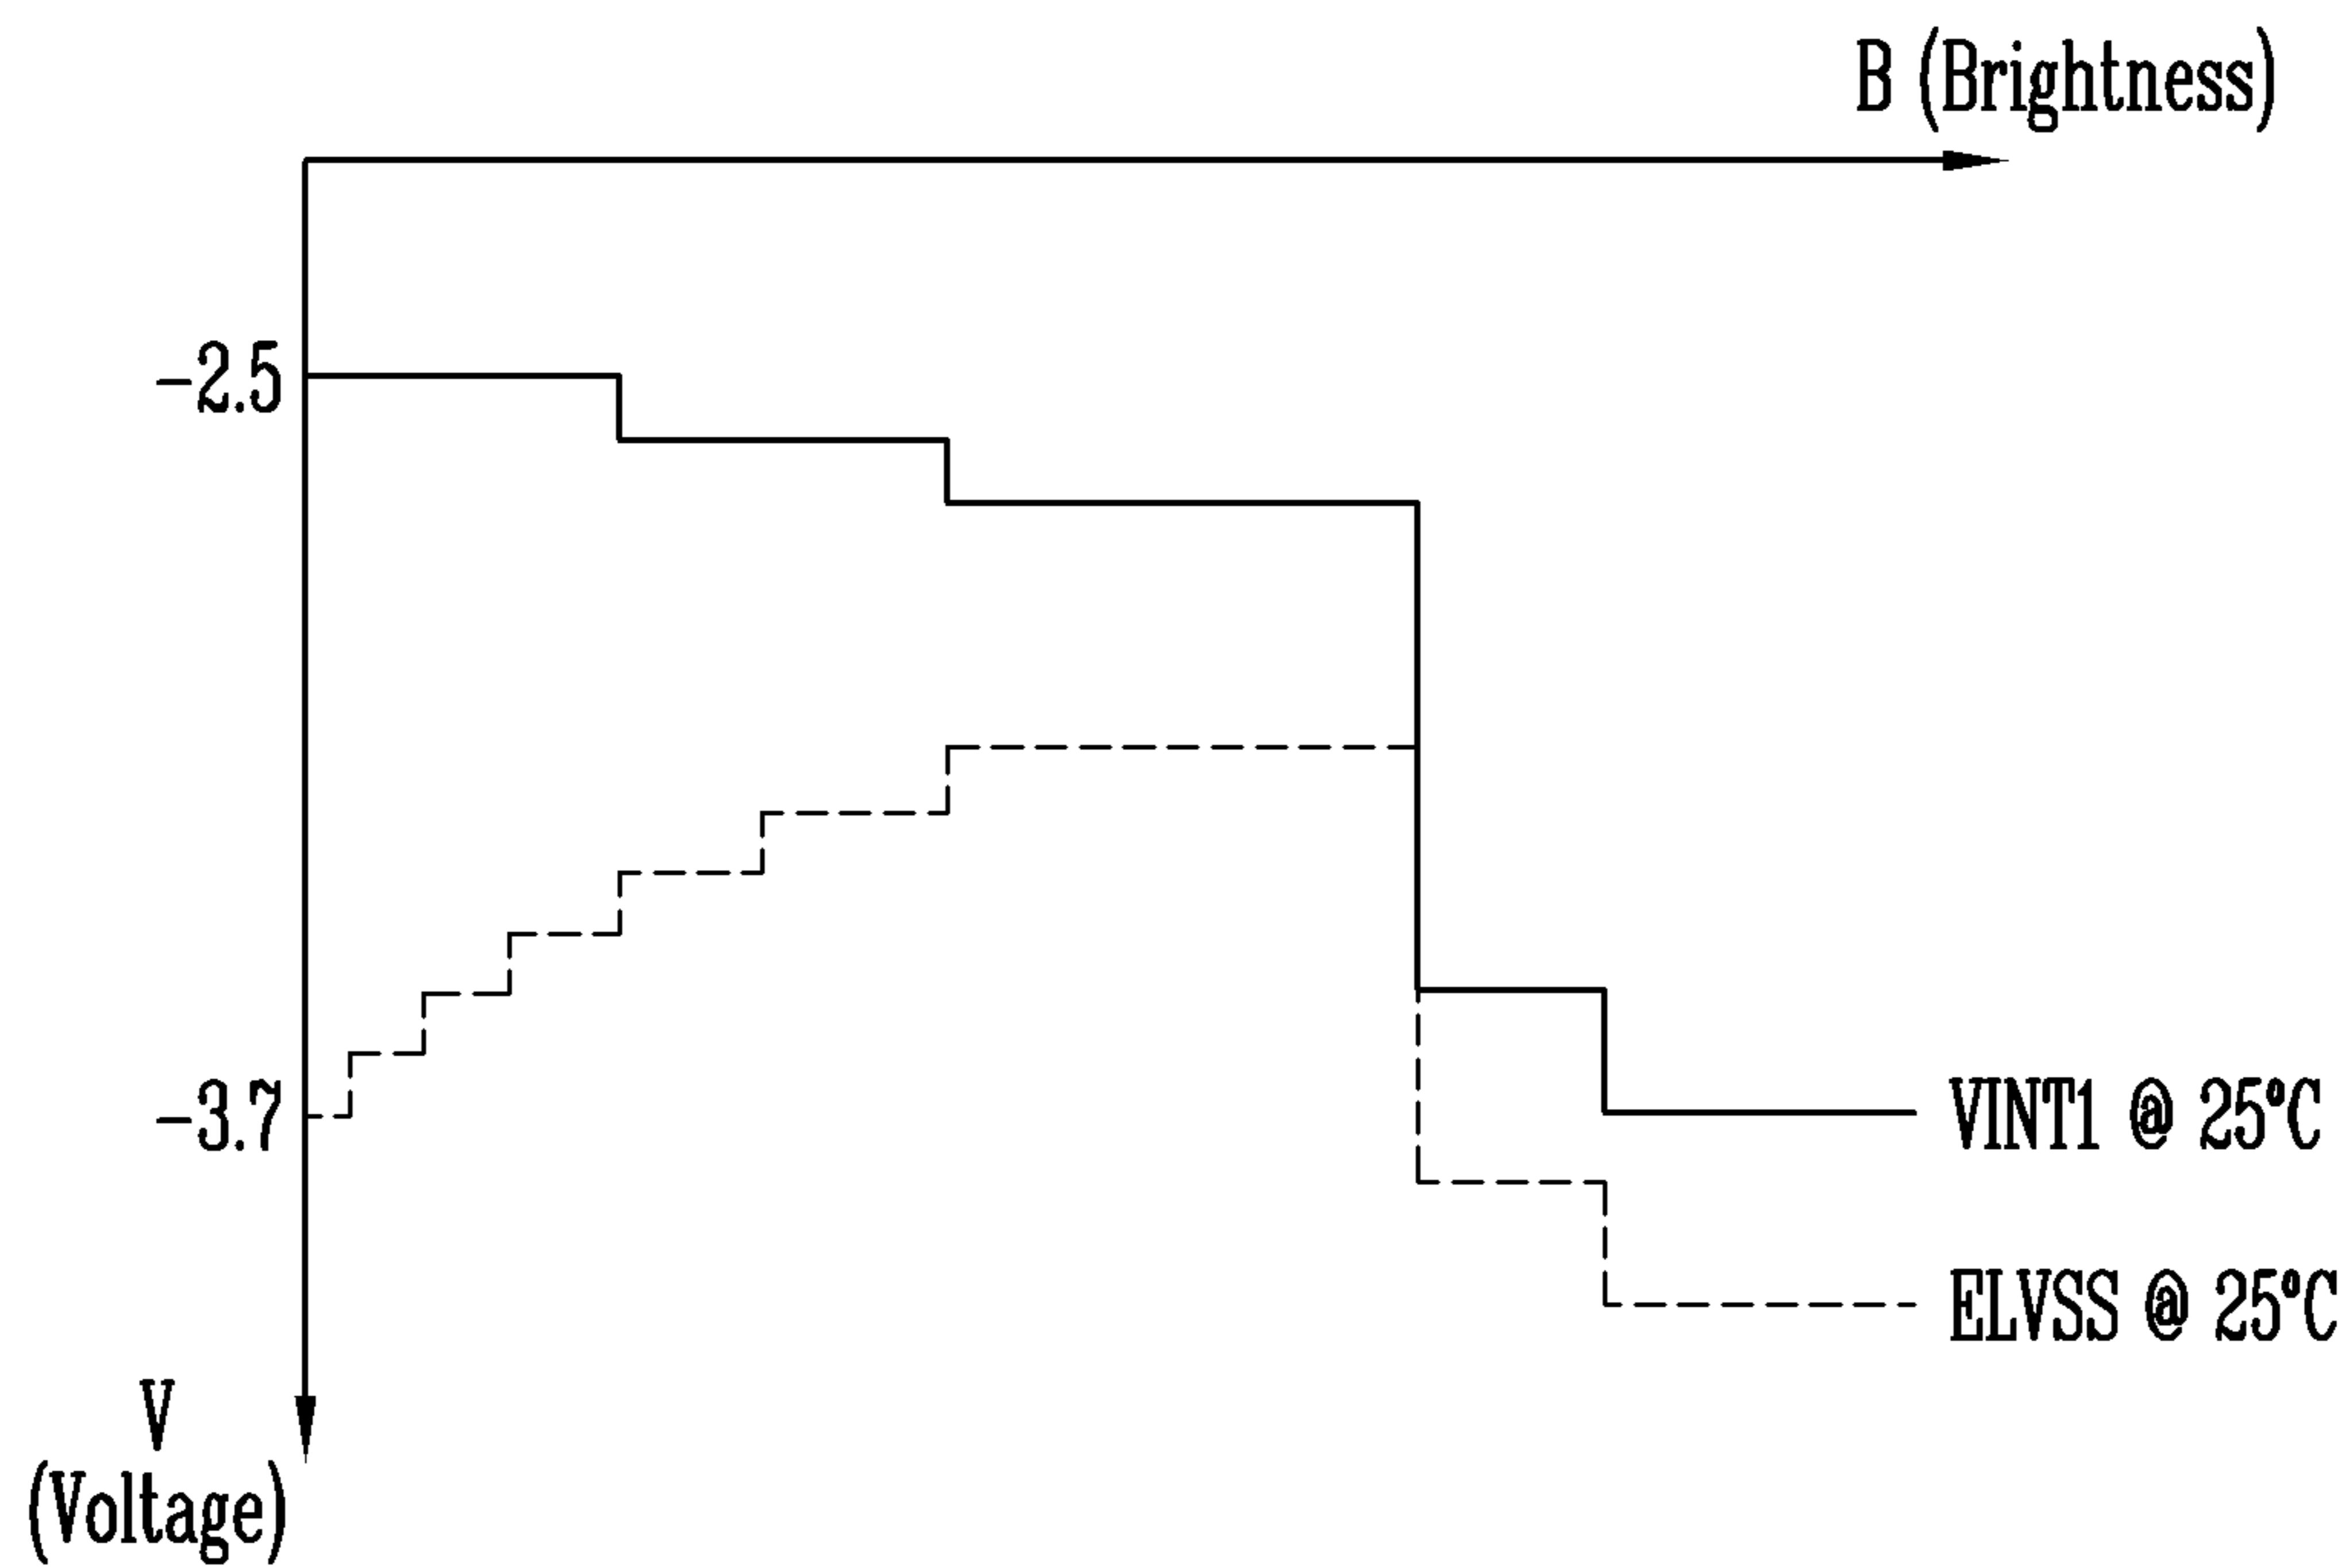 B (Brightness)
-2.5
-3.7
VINT1 @ 25°C
ELVSS @ 25°C
V
(Voltage)